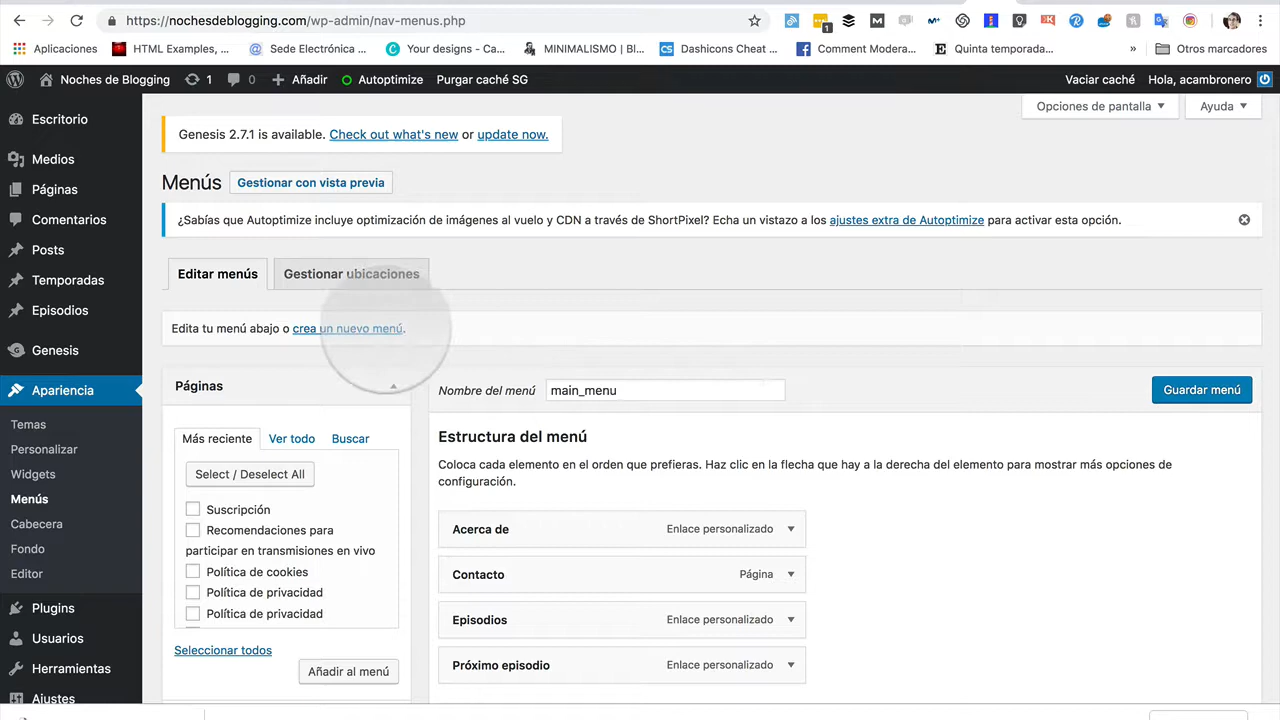 https://nochesdeblogging.com/wp-admin/nav-menus.php
1
Aplicaciones
HTML Examples, ...
Sede Electrónica ...
Your designs - Ca...
MINIMALISMO | Bl...
Dashicons Cheat ...
Comment Modera...
Quinta temporada...
»
Otros marcadores
Noches de Blogging
1
0
Añadir
Autoptimize
Purgar caché SG
Vaciar caché
Hola, acambronero
Opciones de pantalla
Ayuda
Escritorio
Medios
Páginas
Comentarios
Posts
Temporadas
Episodios
Genesis
Apariencia
Temas
Personalizar
Widgets
Menús
Cabecera
Fondo
Editor
Plugins
Usuarios
Herramientas
Ajustes
Genesis 2.7.1 is available. Check out what's new or update now.
Menús
Gestionar con vista previa
¿Sabías que Autoptimize incluye optimización de imágenes al vuelo y CDN a través de ShortPixel? Echa un vistazo a los ajustes extra de Autoptimize para activar esta opción.
Editar menús
Gestionar ubicaciones
Edita tu menú abajo o crea un nuevo menú.
Páginas
Más reciente
Ver todo
Buscar
Select / Deselect All
Suscripción
Recomendaciones para
participar en transmisiones en vivo
Política de cookies
Política de privacidad
Política de privacidad
Seleccionar todos
Añadir al menú
Nombre del menú
main_menu
Guardar menú
Estructura del menú
Coloca cada elemento en el orden que prefieras. Haz clic en la flecha que hay a la derecha del elemento para mostrar más opciones de
configuración.
Acerca de
Enlace personalizado
Contacto
Página
Episodios
Enlace personalizado
Próximo episodio
Enlace personalizado